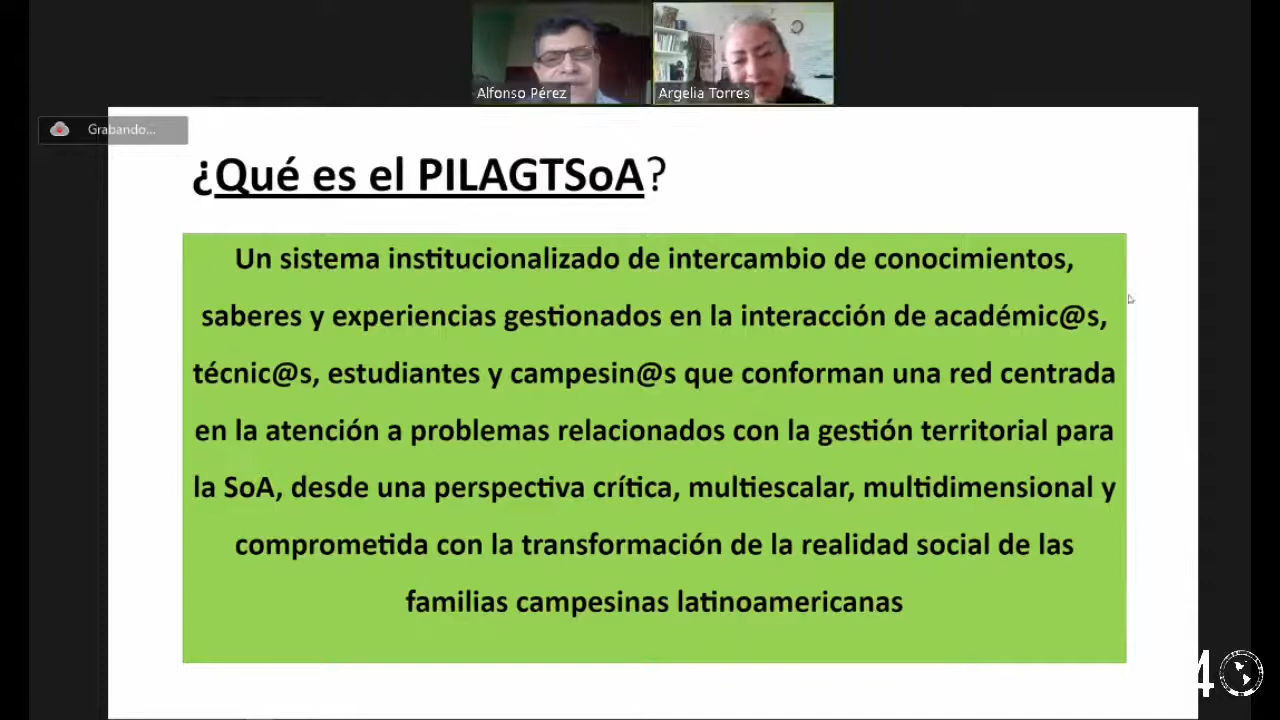 Alfonso Pérez
Argelia Torres
Grabando...
¿Qué es el PILAGTSoA?
Un sistema institucionalizado de intercambio de conocimientos,
saberes y experiencias gestionados en la interacción de académic@s,
técnic@s, estudiantes y campesin@s que conforman una red centrada
en la atención a problemas relacionados con la gestión territorial para
la SoA, desde una perspectiva crítica, multiescalar, multidimensional y
comprometida con la transformación de la realidad social de las
familias campesinas latinoamericanas
4